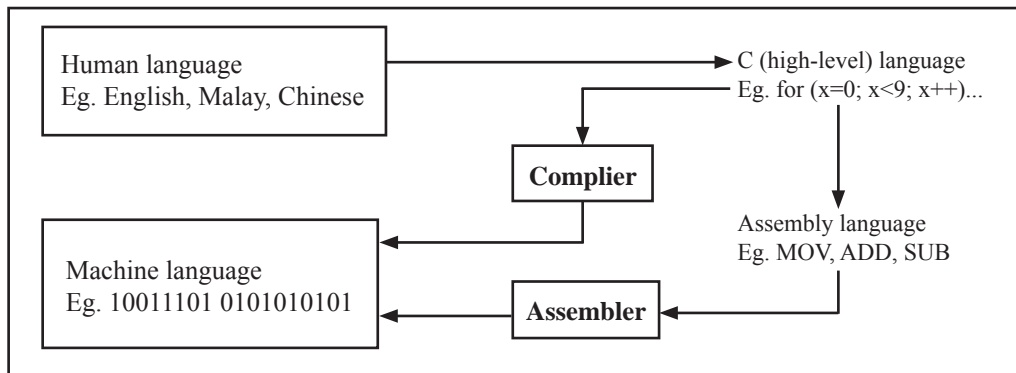 Human language
Eg. English, Malay, Chinese
C (high-level) language
Eg. for (x=0; x<9; x++)...
Complier
Assembly language
Eg. MOV, ADD, SUB
Machine language
Eg. 10011101 0101010101
Assembler